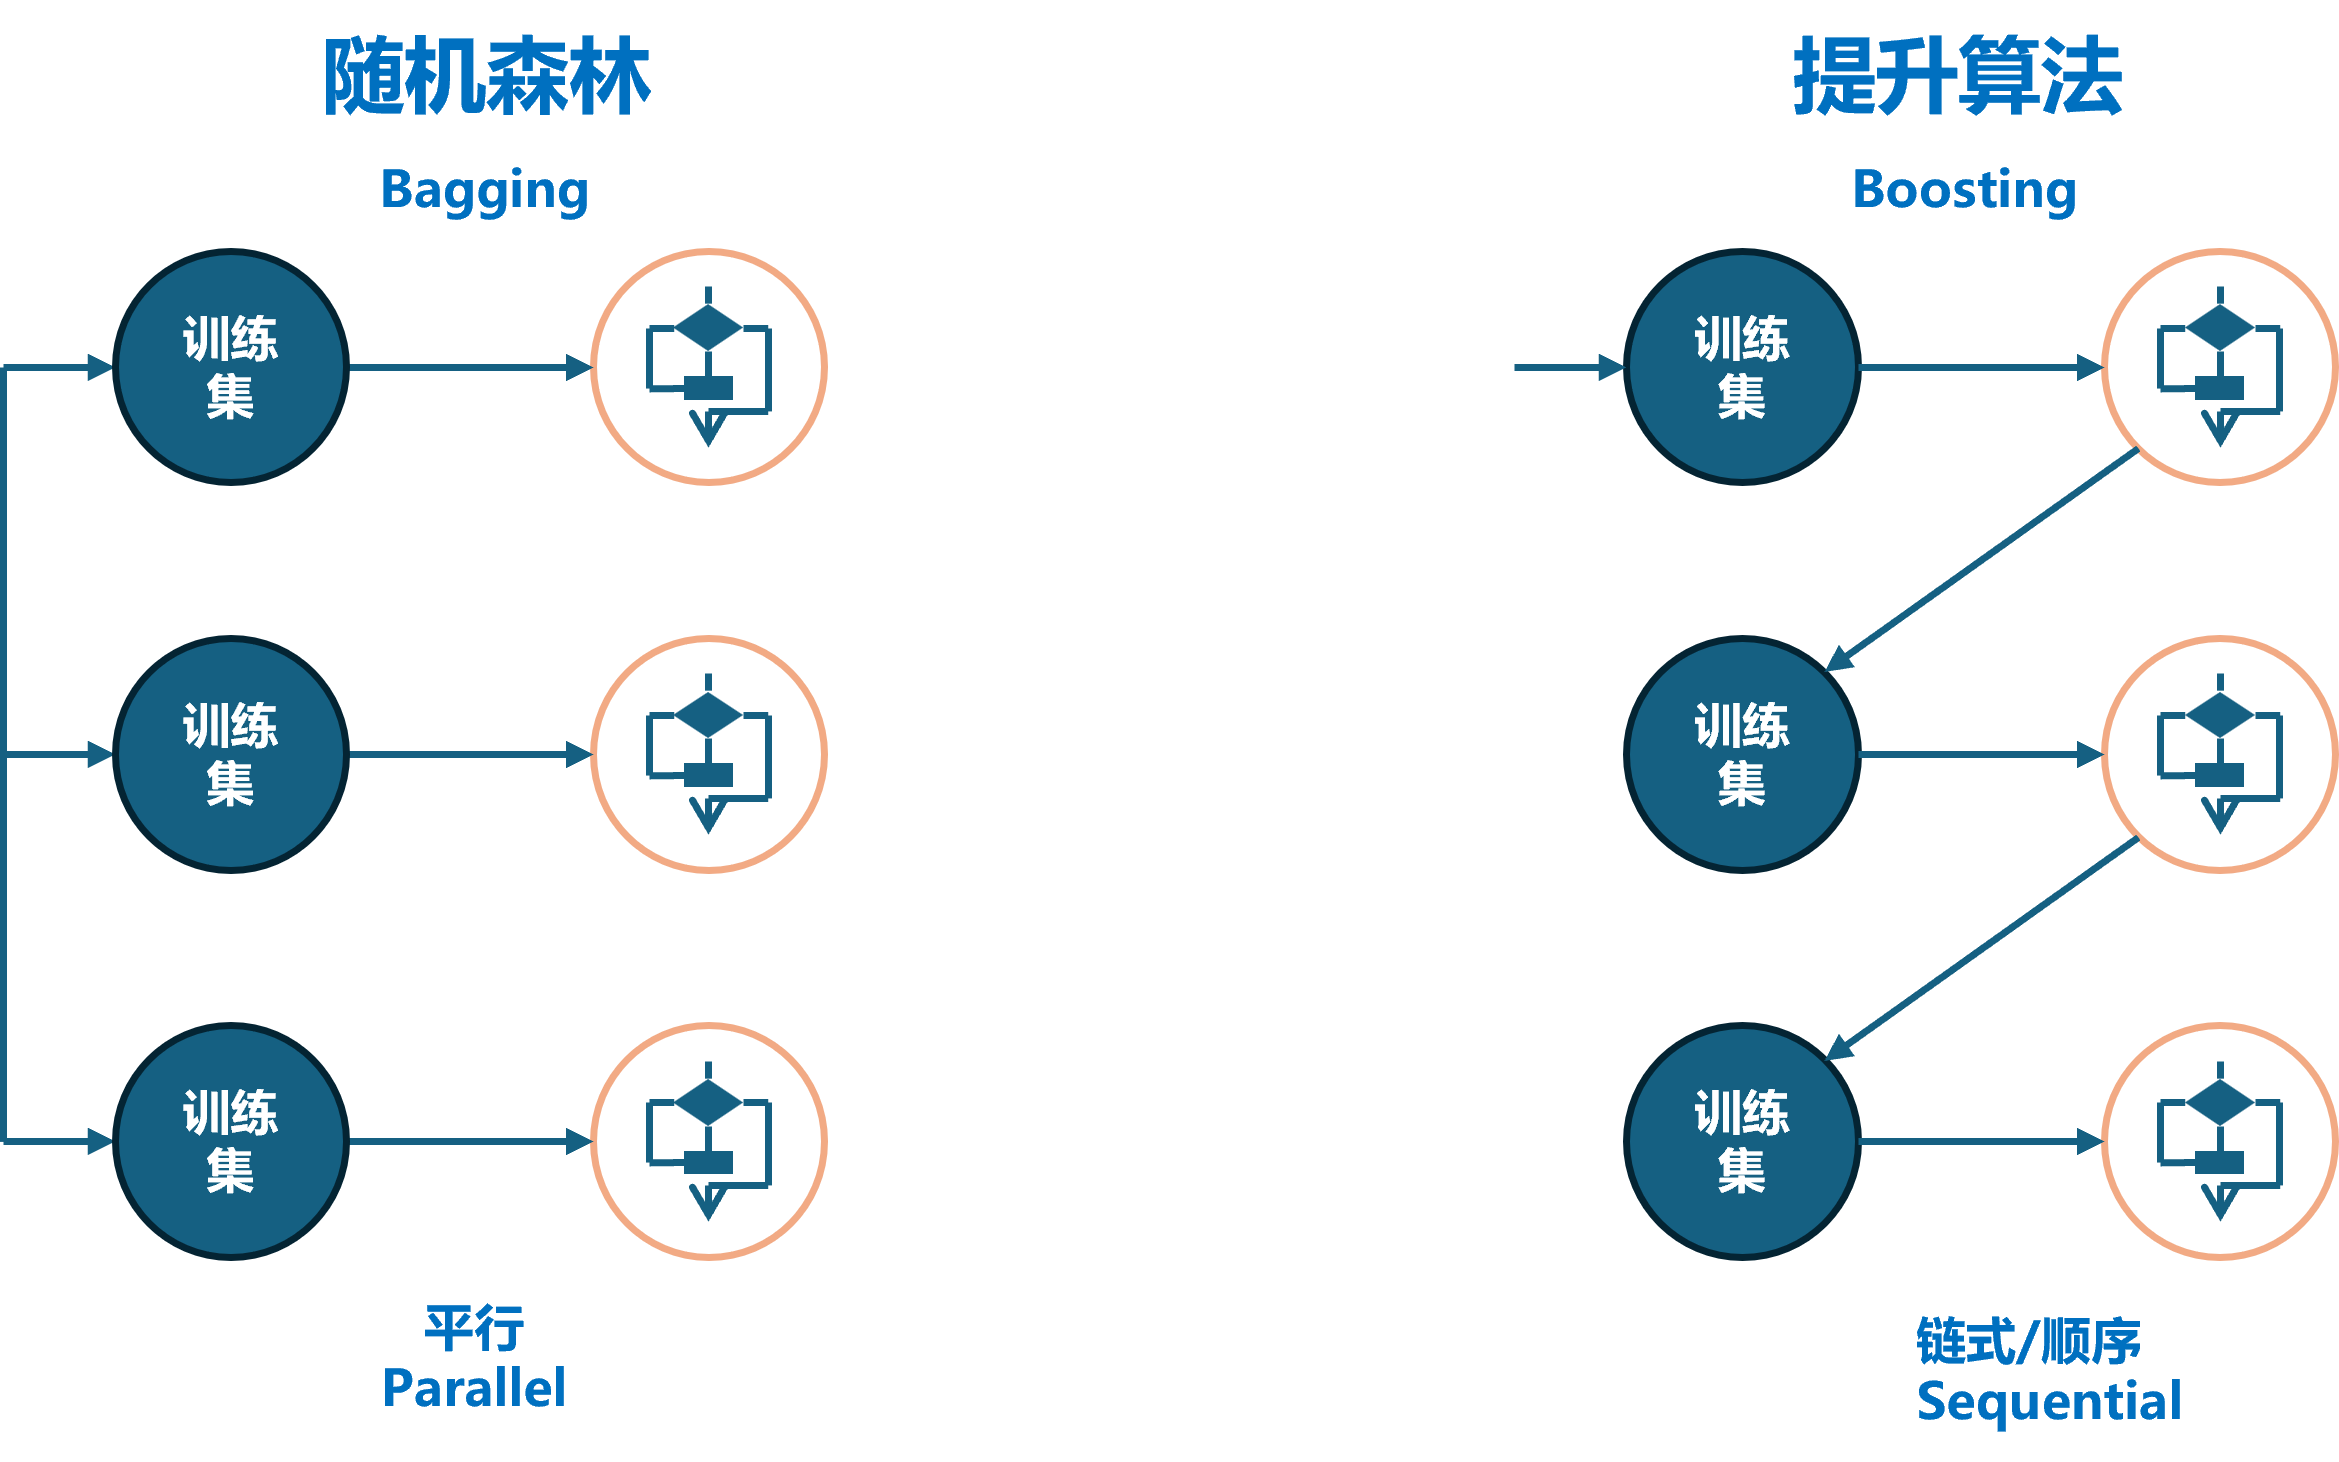 随机森林
Bagging
训练
集
训练
集
训练
集
平行
Parallel
提升算法
Boosting
训练
集
训练
集
训练
集
链式/顺序
Sequential